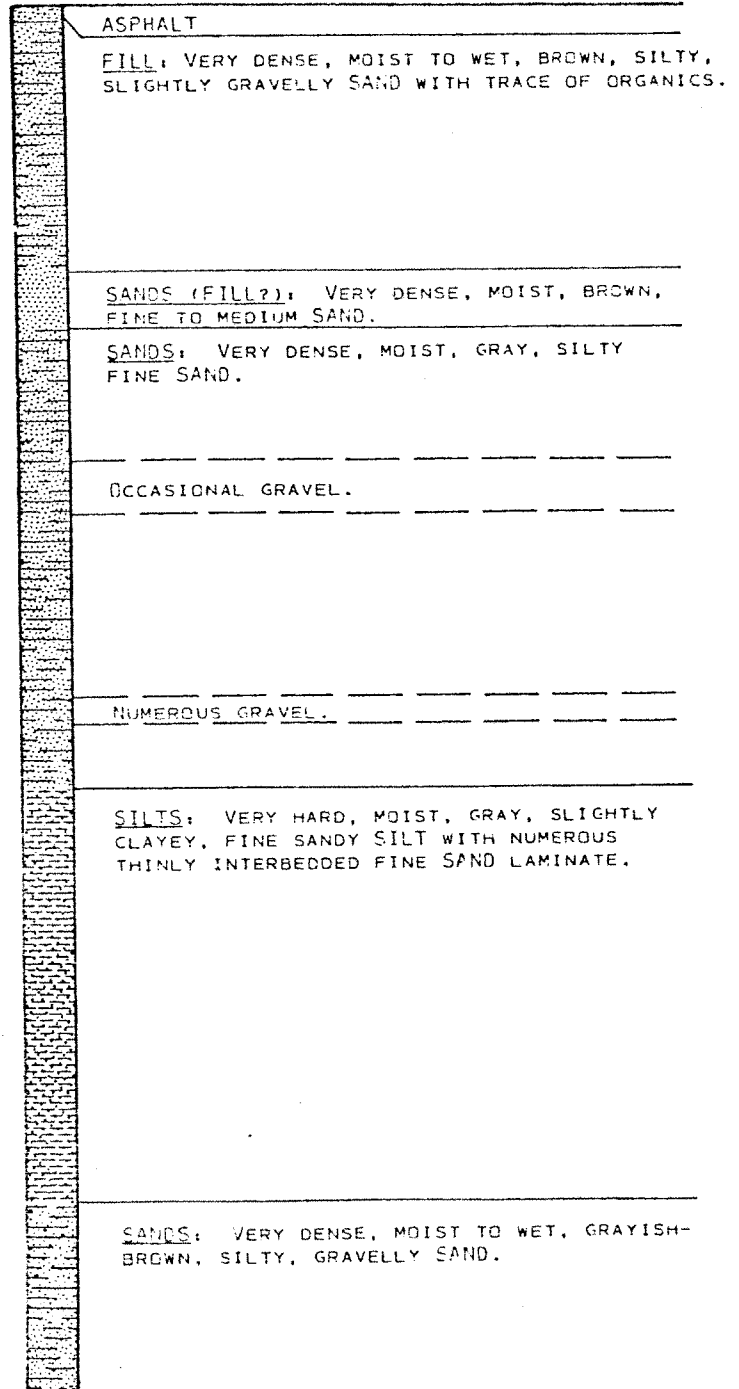 ASPHALT
FILL: VERY DENSE, MOIST TO WET, BROWN, SILTY,
SLIGHTLY GRAVELLY SAND WITH TRACE OF ORGANICS.
SANDS (FILL?): VERY DENSE, MOIST, BROWN,
FINE TO MEDIUM SAND.
SANDS: VERY DENSE, MOIST, GRAY, SILTY
FINE SAND.
OCCASIONAL GRAVEL.
NUMEROUS GRAVEL.
SILTS: VERY HARD, MOIST, GRAY, SLIGHTLY
CLAYEY, FINE SANDY SILT WITH NUMEROUS
THINLY INTERBEDDED FINE SAND LAMINATE.
SANDS: VERY DENSE, MOIST TO WET, GRAYISH-
BROWN, SILTY, GRAVELLY SAND.